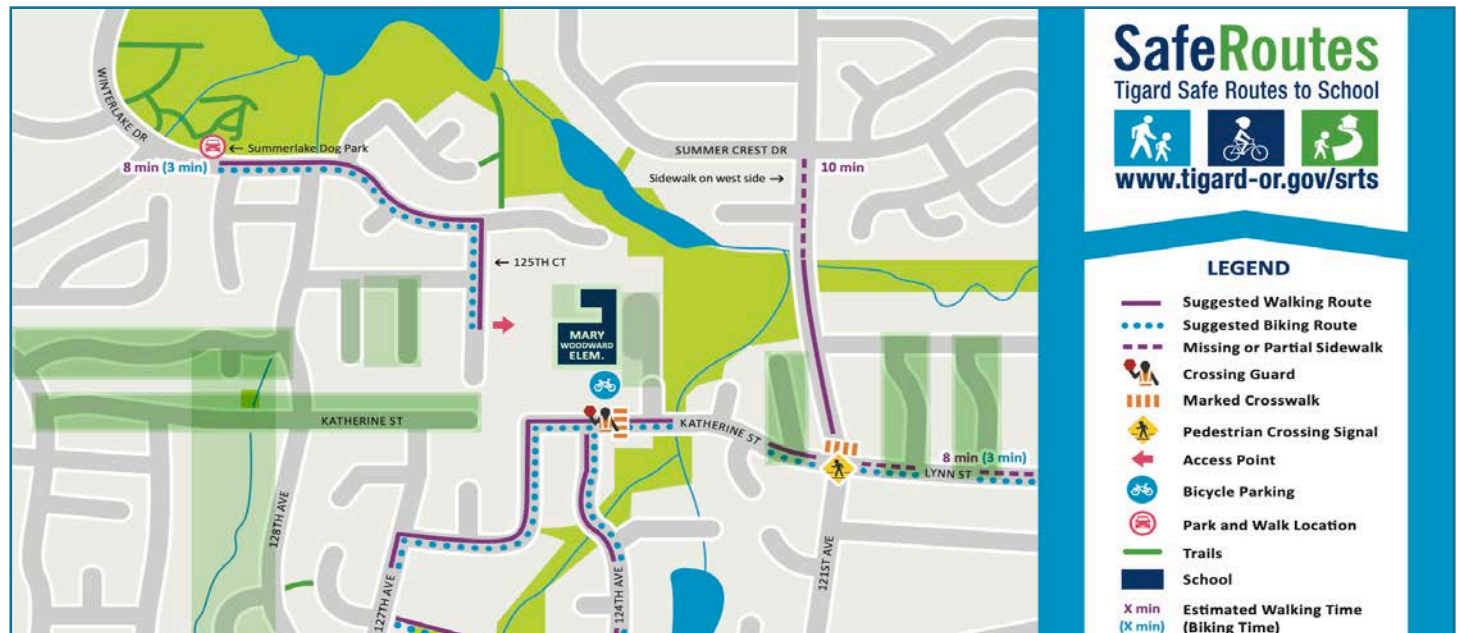 WINTERLAKE DR
← Summerlake Dog Park
8 min (3 min)
SUMMER CREST DR
Sidewalk on west side →
10 min
← 125TH CT
MARY
WOODWARD
ELEM.
KATHERINE ST
KATHERINE ST
8 min (3 min)
LYNN ST
128TH AVE
127TH AVE
124TH AVE
121ST AVE
SafeRoutes
Tigard Safe Routes to School
www.tigard-or.gov/srts
LEGEND
Suggested Walking Route
Suggested Biking Route
Missing or Partial Sidewalk
Crossing Guard
Marked Crosswalk
Pedestrian Crossing Signal
Access Point
Bicycle Parking
Park and Walk Location
Trails
School
X min Estimated Walking Time
(X min) (Biking Time)